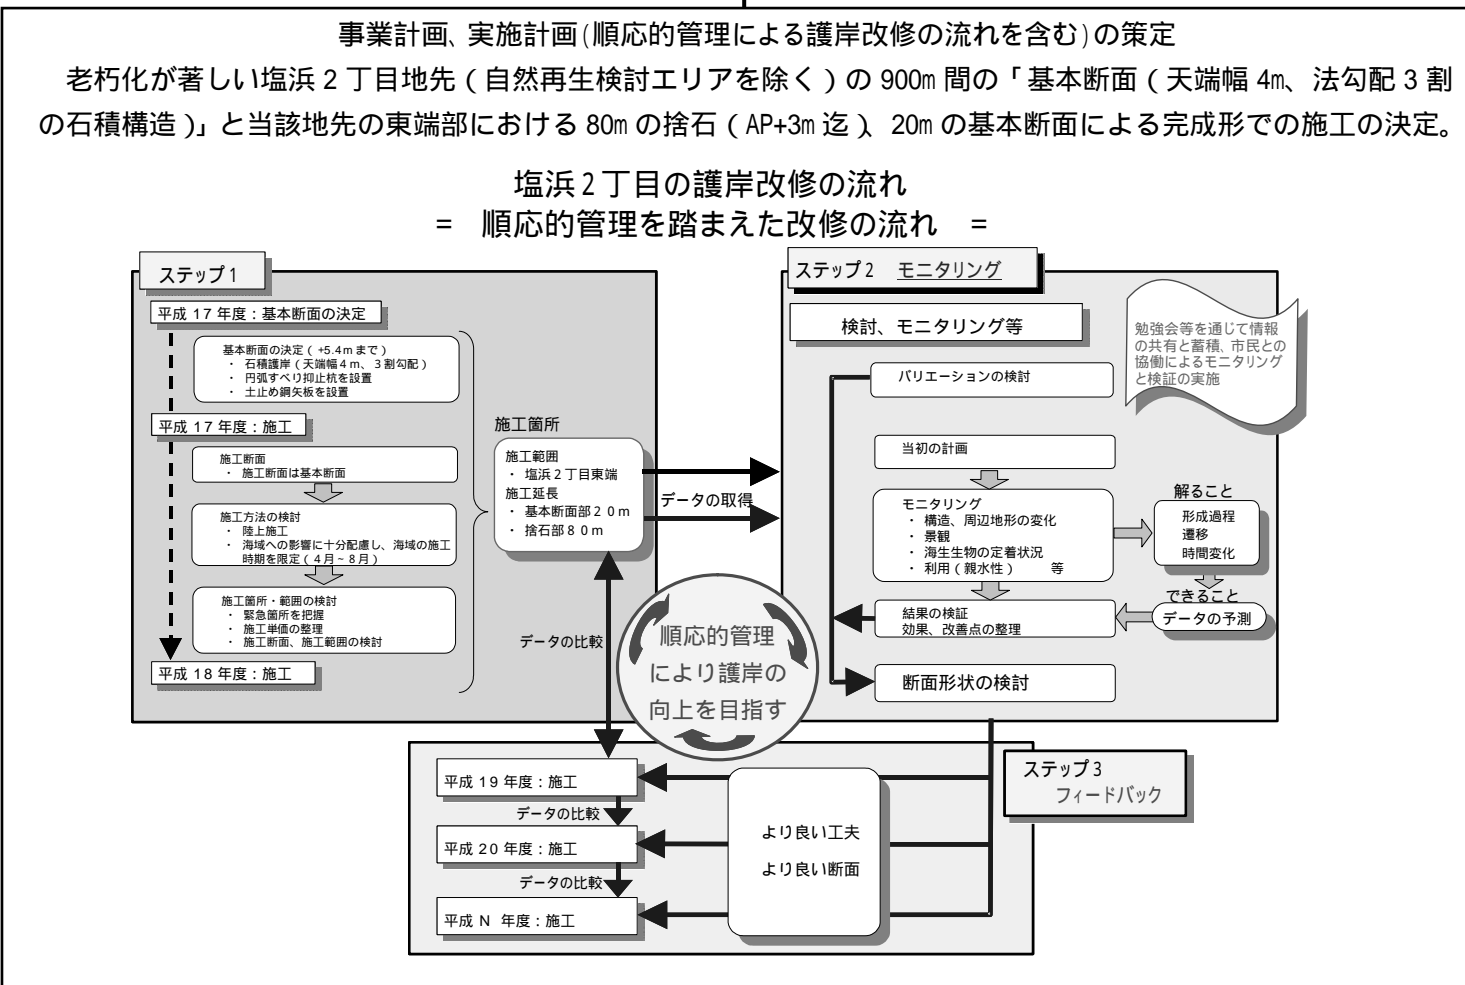 事業計画、実施計画(順応的管理による護岸改修の流れを含む)の策定
老朽化が著しい塩浜2丁目地先(自然再生検討エリアを除く)の900m間の「基本断面(天端幅4m、法勾配3割
の石積構造)」と当該地先の東端部における80mの捨石(AP+3m迄)、20mの基本断面による完成形での施工の決定。
塩浜2丁目の護岸改修の流れ
= 順応的管理を踏まえた改修の流れ =
ステップ1
平成17年度:基本断面の決定
基本断面の決定(+5.4mまで)
・ 石積護岸(天端幅4m、3割勾配)
・ 円弧すべり抑止杭を設置
・ 土止め鋼矢板を設置
平成17年度:施工
施工断面
・ 施工断面は基本断面
施工方法の検討
・ 陸上施工
・ 海域への影響に十分配慮し、海域の施工
時期を限定(4月~8月)
施工箇所・範囲の検討
・ 緊急箇所を把握
・ 施工単価の整理
・ 施工断面、施工範囲の検討
平成18年度:施工
施工箇所
施工範囲
・ 塩浜2丁目東端
施工延長
・ 基本断面部20m
・ 捨石部80m
データの取得
データの比較
順応的管理
により護岸の
向上を目指す
ステップ2 モニタリング
検討、モニタリング等
勉強会等を通じて情報
の共有と蓄積、市民との
協働によるモニタリング
と検証の実施
バリエーションの検討
当初の計画
モニタリング
・ 構造、周辺地形の変化
・ 景観
・ 海生生物の定着状況
・ 利用(親水性) 等
解ること
形成過程
遷移
時間変化
できること
データの予測
結果の検証
効果、改善点の整理
断面形状の検討
ステップ3
フィードバック
平成19年度:施工
データの比較
平成20年度:施工
データの比較
平成N 年度:施工
より良い工夫
より良い断面